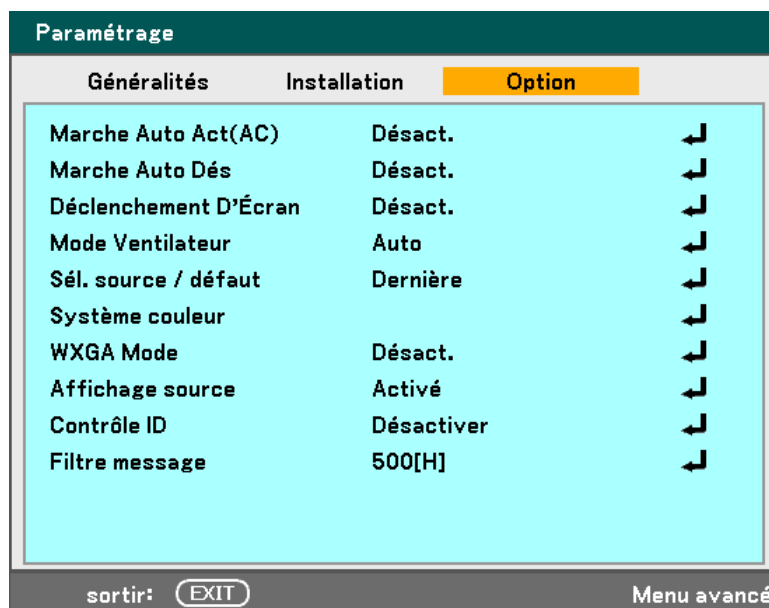 Paramétrage
Généralités Installation Option
Marche Auto Act(AC) Désact.
Marche Auto Dés Désact.
Déclenchement D'Écran Désact.
Mode Ventilateur Auto
Sél. source / défaut Dernière
Système couleur
WXGA Mode Désact.
Affichage source Activé
Contrôle ID Désactiver
Filtre message 500[H]
sortir: EXIT Menu avancé